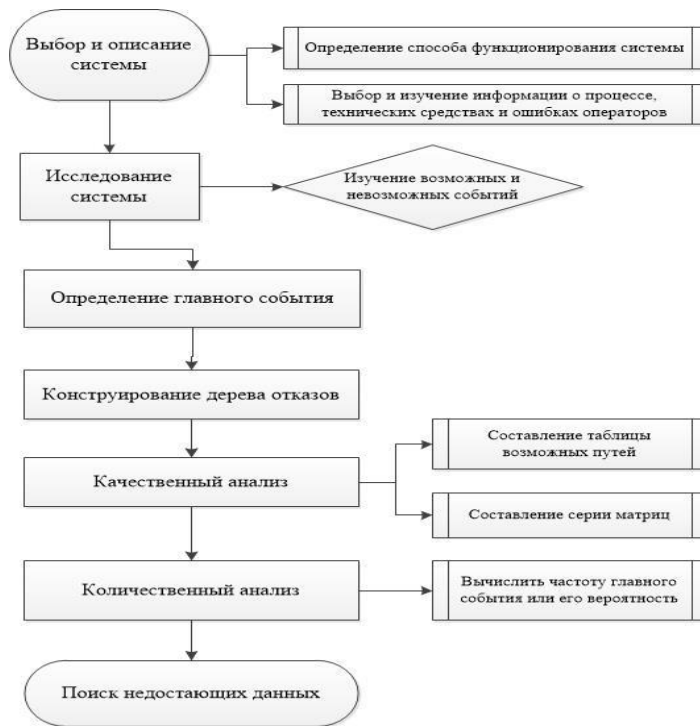 Выбор и описание
системы
Определение способа функционирования системы
Выбор и изучение информации о процессе,
технических средствах и ошибках операторов
Исследование
системы
Изучение возможных и
невозможных событий
Определение главного события
Конструирование дерева отказов
Качественный анализ
Составление таблицы
возможных путей
Составление серии матриц
Количественный анализ
Вычислить частоту главного
события или его вероятность
Поиск недостающих данных